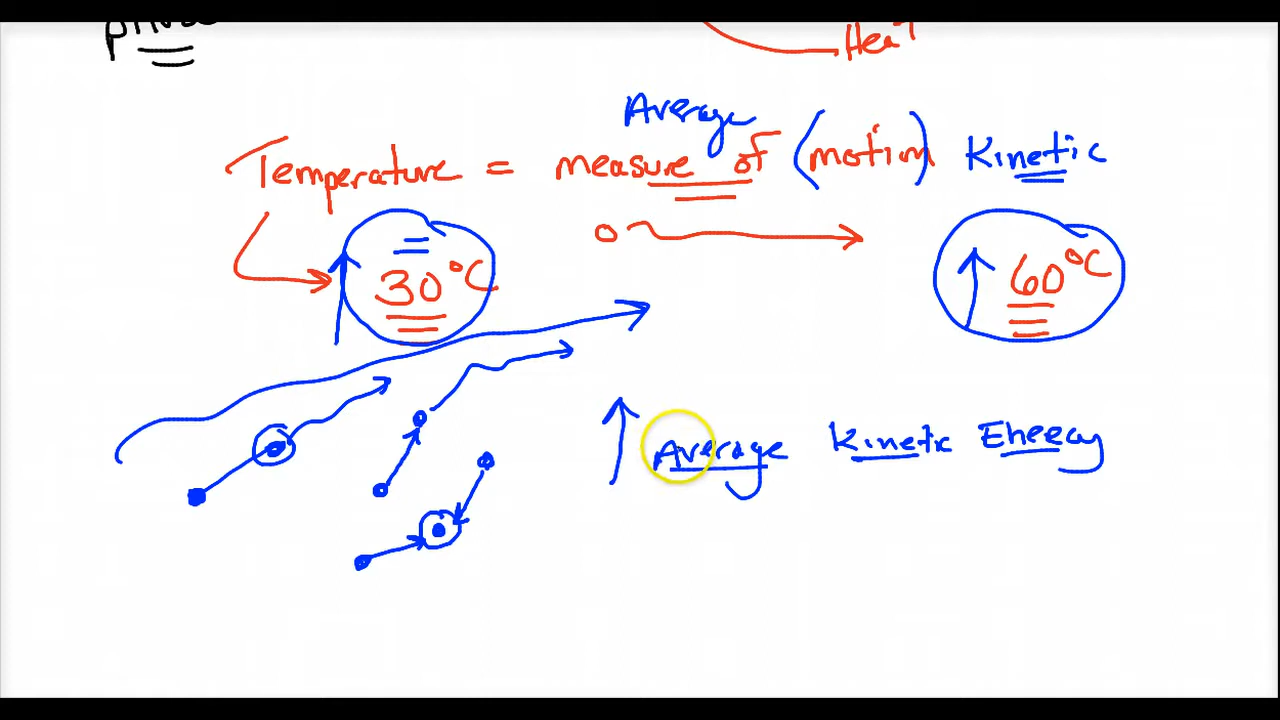 Heat
Average
Temperature = measure of (motion) Kinetic
30°C
60°C
Average Kinetic Energy